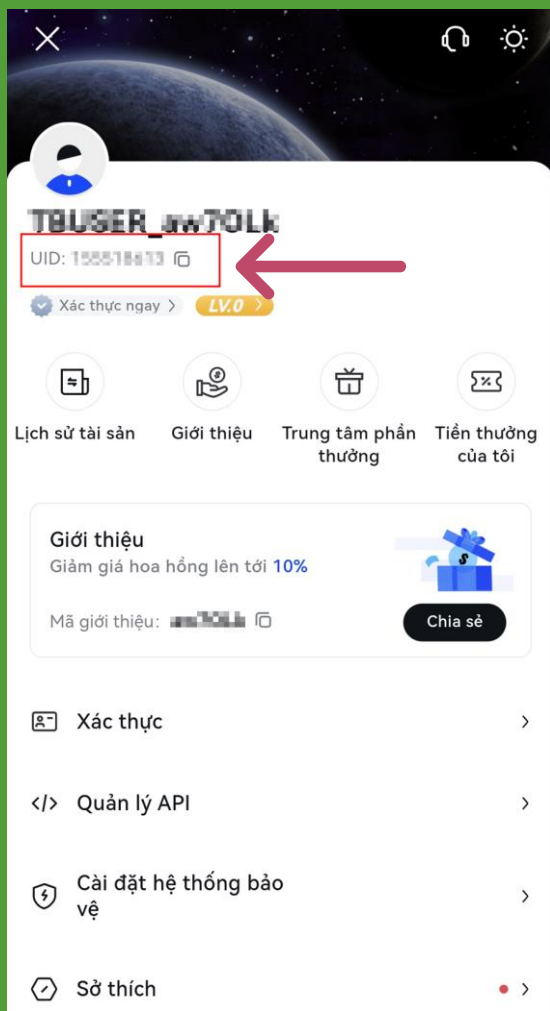 UID:
Xác thực ngay
LV.0
Lịch sử tài sản
Giới thiệu
Trung tâm phần
thưởng
Tiền thưởng
của tôi
Giới thiệu
Giảm giá hoa hồng lên tới 10%
Mã giới thiệu:
Chia sẻ
Xác thực
Quản lý API
Cài đặt hệ thống bảo
vệ
Sở thích